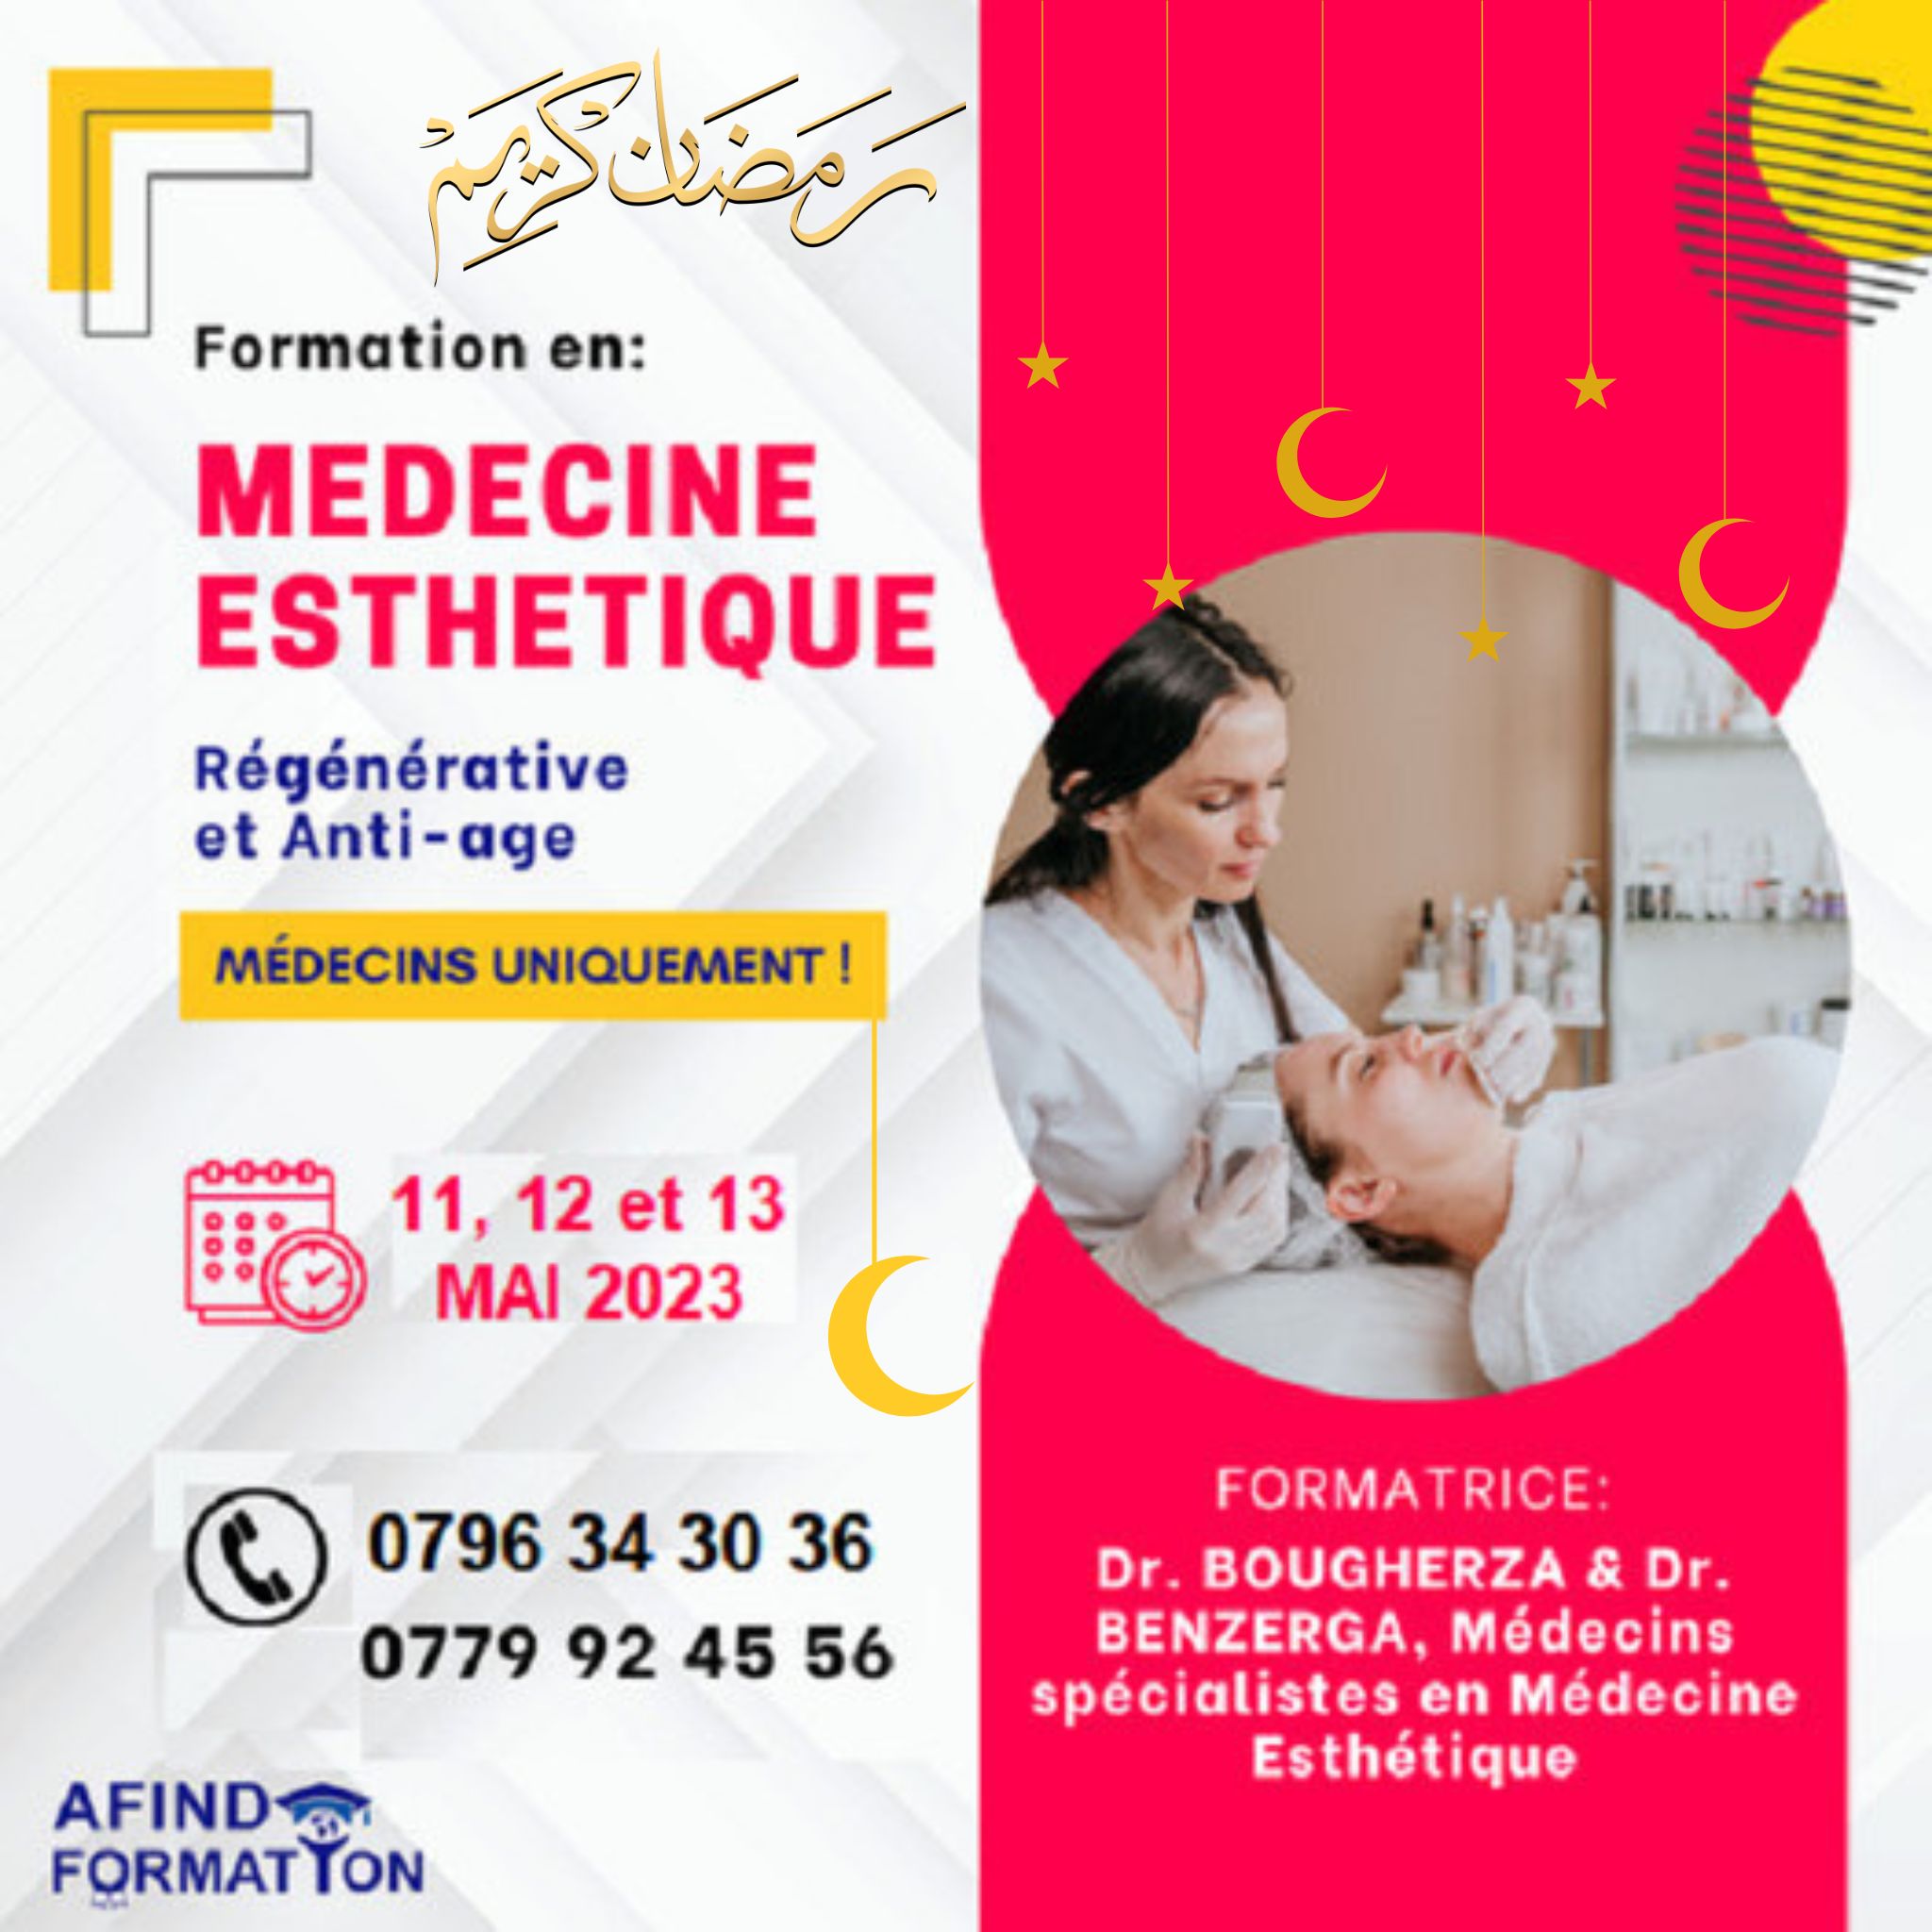 رمضان كريم
Formation en:
MEDECINE
ESTHETIQUE
Régénérative
et Anti-age
MÉDECINS UNIQUEMENT !
11, 12 et 13
MAI 2023
0796 34 30 36
0779 92 45 56
AFIND
FORMATION
FORMATRICE:
Dr. BOUGHERZA & Dr.
BENZERGA, Médecins
spécialistes en Médecine
Esthétique